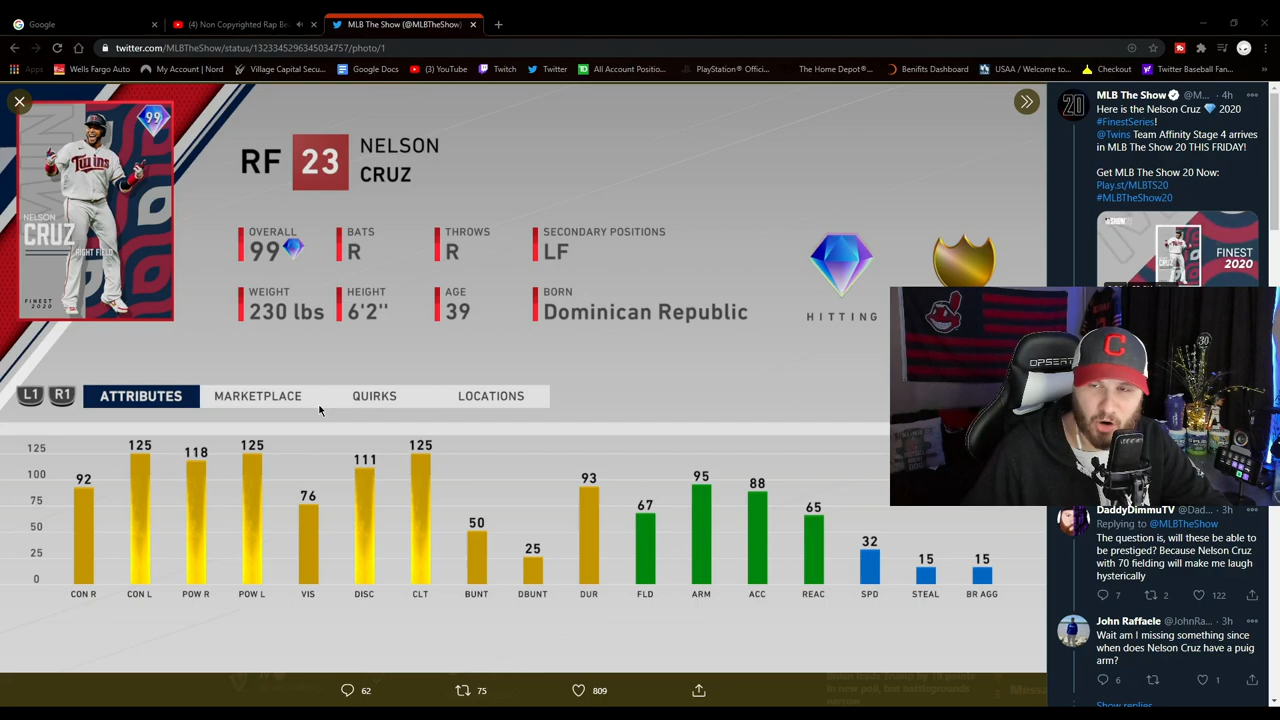 Google
(4) Non Copyrighted Rap Be
MLB The Show (@MLBTheShow)
twitter.com/MLBTheShow/status/1323345296345034757/photo/1
Apps Wells Fargo Auto My Account | Nord Village Capital Secu... Google Docs (3) YouTube Twitch Twitter All Account Positio... PlayStation® Offici... The Home Depot®... Benifits Dashboard USAA / Welcome to... Checkout Twitter Baseball Fan...
99
Twins
NELSON
CRUZ
RIGHT FIELD
FINEST
2020
RF 23 NELSON
CRUZ
OVERALL BATS THROWS SECONDARY POSITIONS
99 R R LF
WEIGHT HEIGHT AGE BORN
230 lbs 6'2" 39 Dominican Republic
HITTING
L1 R1 ATTRIBUTES MARKETPLACE QUIRKS LOCATIONS
125
100
75
50
25
0
92 125 118 125 76 111 125 50 25 93 67 95 88 65 32 15 15
CON R CON L POW R POW L VIS DISC CLT BUNT DBUNT DUR FLD ARM ACC REAC SPD STEAL BR AGG
62 75 809
20
MLB The Show @M... · 4h
Here is the Nelson Cruz 💎 2020
#FinestSeries!
@Twins Team Affinity Stage 4 arrives
in MLB The Show 20 THIS FRIDAY!
Get MLB The Show 20 Now:
Play.st/MLBTS20
#MLBTheShow20
FINEST
2020
C
OPSEAT
DaddyDimmuTV @Dad... · 3h
Replying to @MLBTheShow
The question is, will these be able to
be prestiged? Because Nelson Cruz
with 70 fielding will make me laugh
hysterically
7 2 122
John Raffaele @JohnRa... · 3h
Wait am I missing something since
when does Nelson Cruz have a puig
arm?
6 1
Show replies